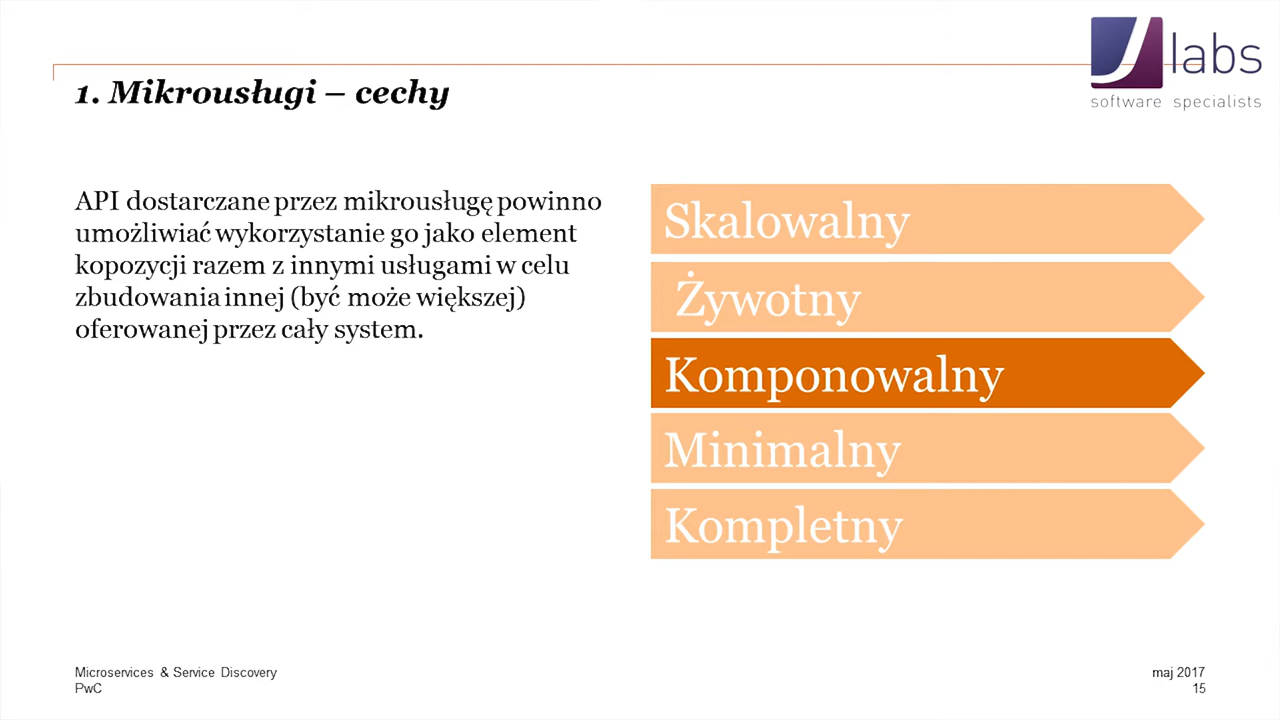 J labs
software specialists
1. Mikrousługi – cechy
API dostarczane przez mikrousługę powinno
umożliwiać wykorzystanie go jako element
kopozycji razem z innymi usługami w celu
zbudowania innej (być może większej)
oferowanej przez cały system.
Skalowalny
Żywotny
Komponowalny
Minimalny
Kompletny
Microservices & Service Discovery
PwC
maj 2017
15